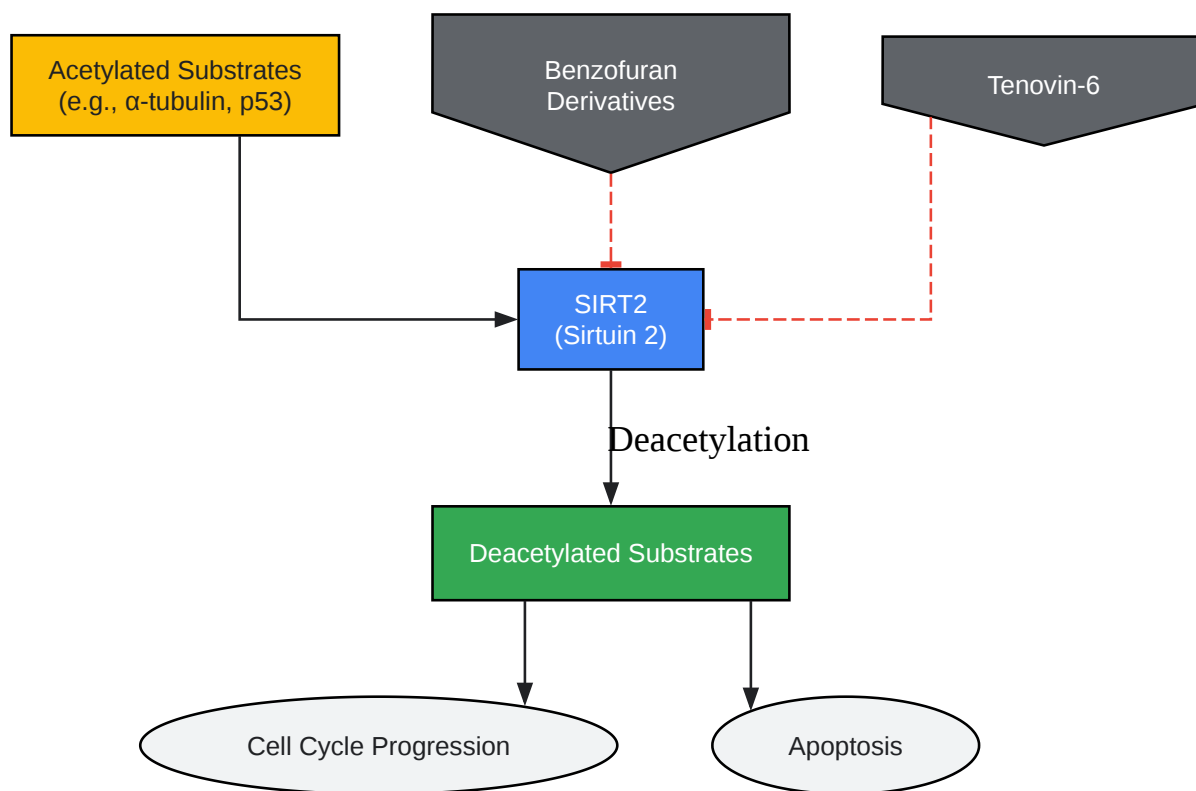 Acetylated Substrates
(e.g., α-tubulin, p53)
Benzofuran
Derivatives
Tenovin-6
SIRT2
(Sirtuin 2)
Deacetylation
Deacetylated Substrates
Cell Cycle Progression
Apoptosis